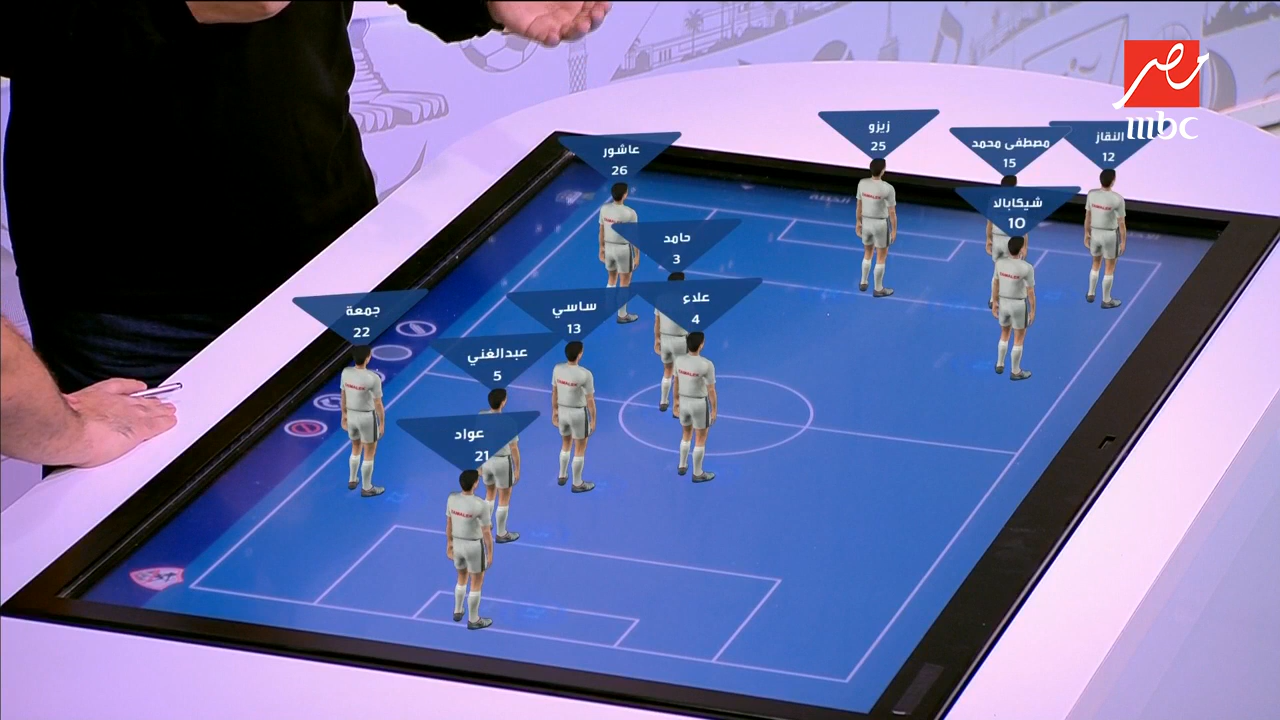 مصر
mbc
زيزو
25
مصطفى محمد
15
النقاز
12
عاشور
26
شيكابالا
10
حامد
3
علاء
4
ساسي
13
جمعة
22
عبدالغني
5
عواد
21